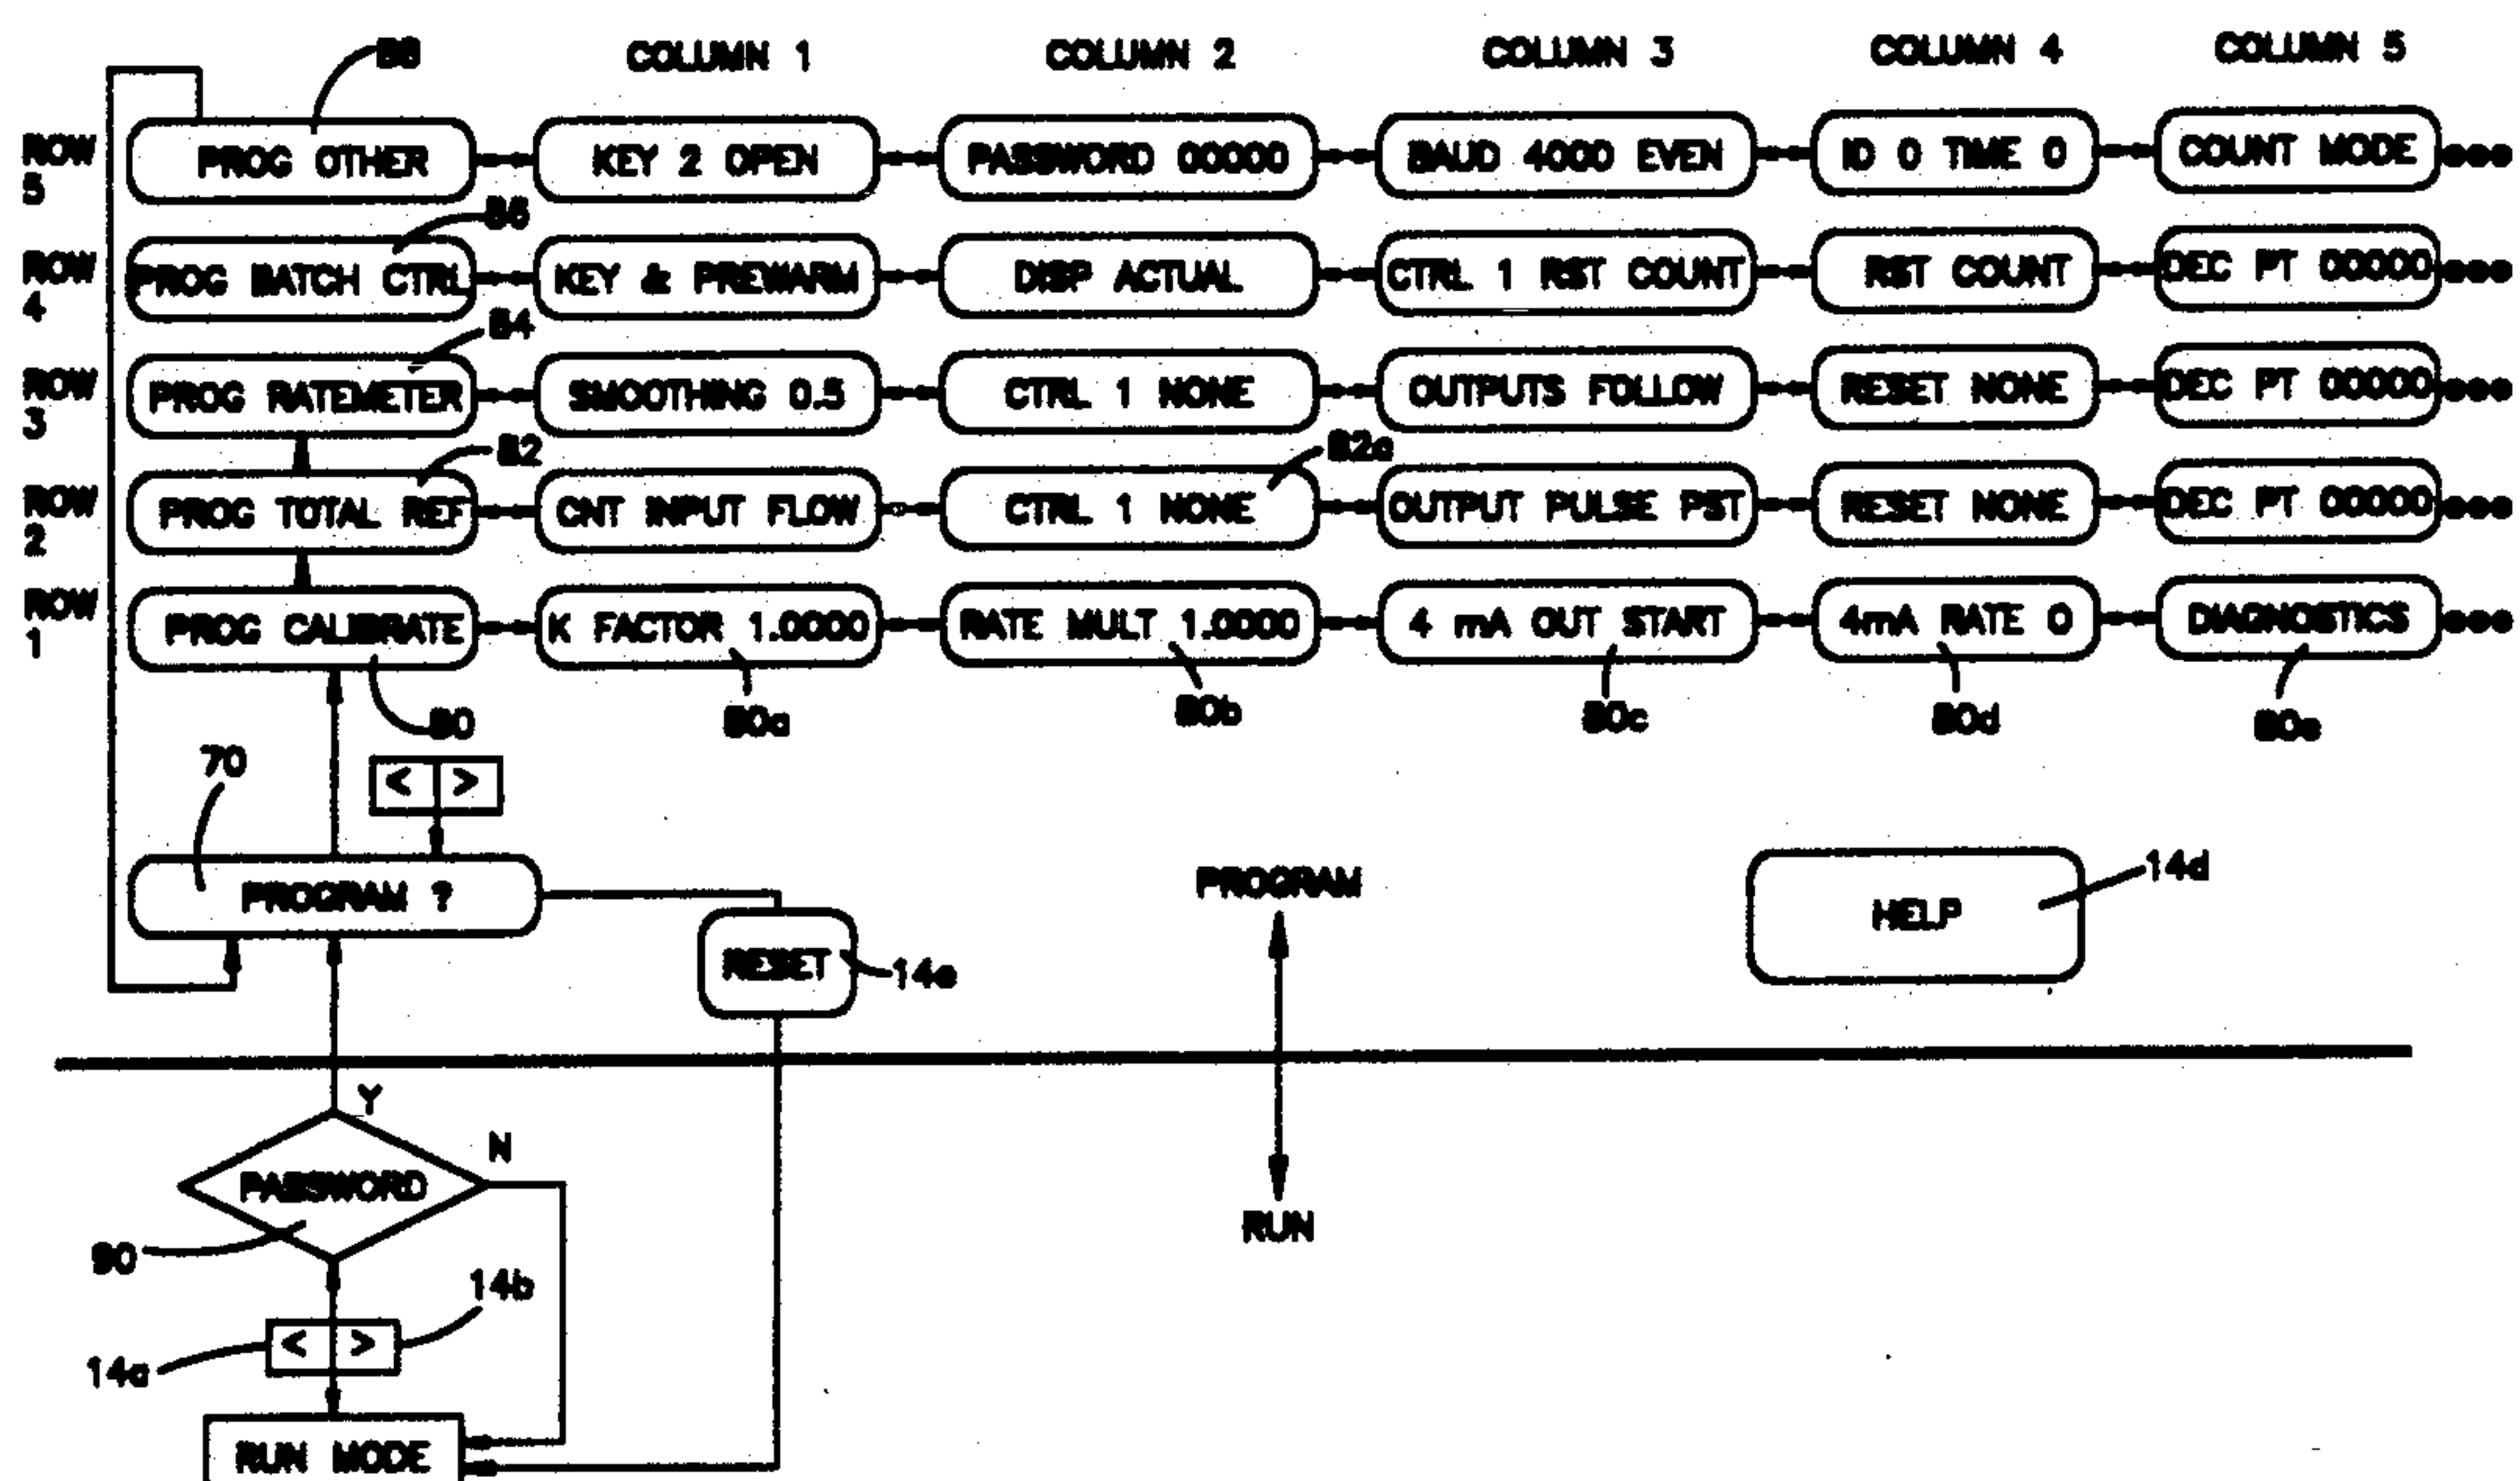 88 COLUMN 1 COLUMN 2 COLUMN 3 COLUMN 4 COLUMN 5
ROW 5 PROG OTHER KEY 2 OPEN PASSWORD 00000 BAUD 4000 EVEN ID 0 TIME 0 COUNT MODE
86
ROW 4 PROG BATCH CTRL KEY & PREWARM DISP ACTUAL CTRL 1 RST COUNT RST COUNT DEC PT 00000
84
ROW 3 PROG RATEMETER SMOOTHING 0.5 CTRL 1 NONE OUTPUTS FOLLOW RESET NONE DEC PT 00000
82 82a
ROW 2 PROG TOTAL REF CNT INPUT FLOW CTRL 1 NONE OUTPUT PULSE PST RESET NONE DEC PT 00000
ROW 1 PROG CALIBRATE K FACTOR 1.0000 RATE MULT 1.0000 4 mA OUT START 4mA RATE 0 DIAGNOSTICS
80 80a 80b 80c 80d 80e
70 < >
PROGRAM ? PROGRAM HELP 14d
RESET 14e
Y
N
PASSWORD
RUN
90
14b
< >
14a
RUN MODE